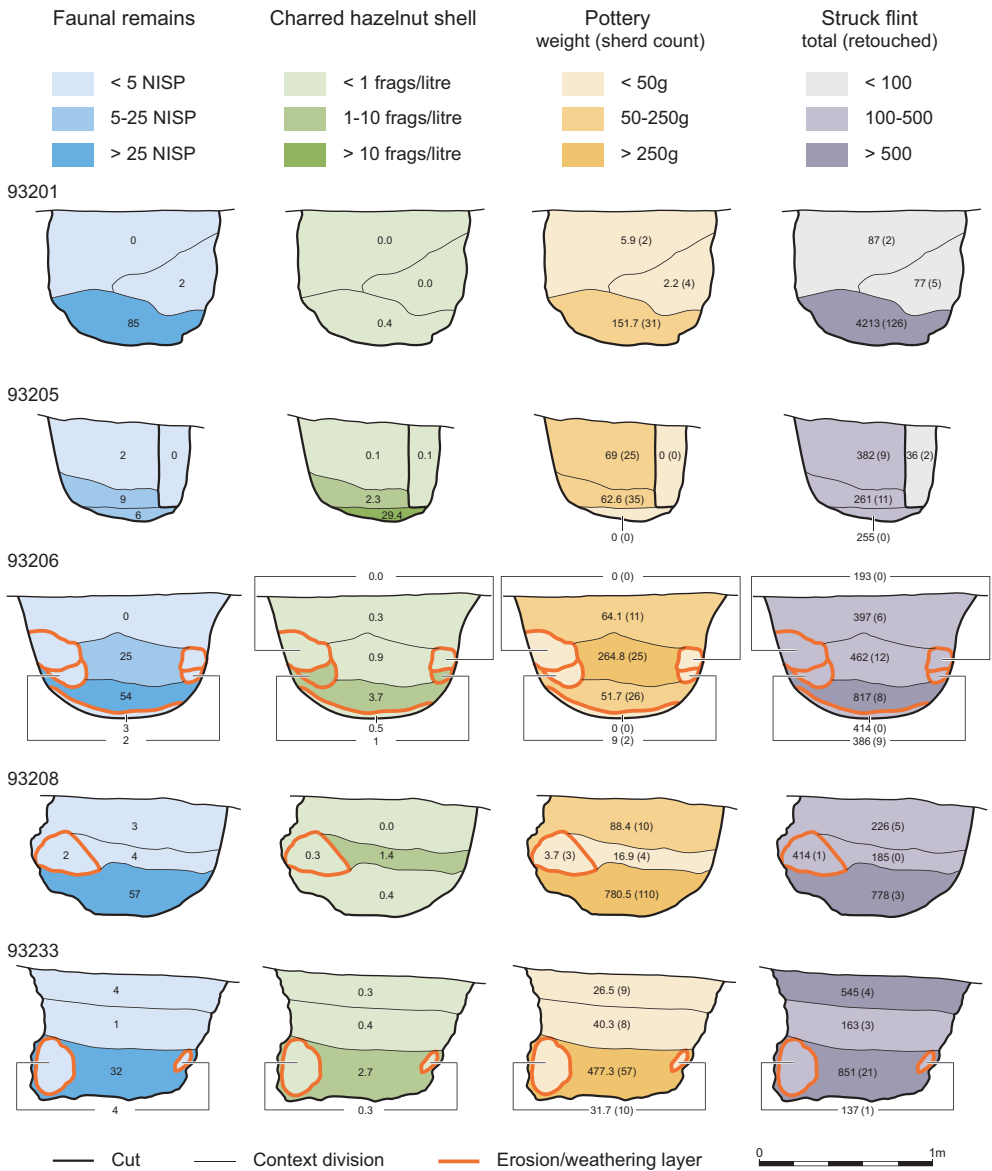 Faunal remains Charred hazelnut shell Pottery Struck flint
weight (sherd count) total (retouched)
< 5 NISP < 1 frags/litre < 50g < 100
5-25 NISP 1-10 frags/litre 50-250g 100-500
> 25 NISP > 10 frags/litre > 250g > 500
93201
0 0.0 5.9 (2) 87 (2)
2 0.0 2.2 (4) 77 (5)
85 0.4 151.7 (31) 4213 (126)
93205
2 0 0.1 0.1 69 (25) 0 (0) 382 (9) 36 (2)
9 2.3 62.6 (35) 261 (11)
6 29.4
0 (0) 255 (0)
93206
0.0 0 (0) 193 (0)
0 0.3 64.1 (11) 397 (6)
25 0.9 264.8 (25) 462 (12)
54 3.7 51.7 (26) 817 (8)
3 0.5 0 (0) 414 (0)
2 1 9 (2) 386 (9)
93208
3 0.0 88.4 (10) 226 (5)
2 4 0.3 1.4 3.7 (3) 16.9 (4) 414 (1) 185 (0)
57 0.4 780.5 (110) 778 (3)
93233
4 0.3 26.5 (9) 545 (4)
1 0.4 40.3 (8) 163 (3)
32 2.7 477.3 (57) 851 (21)
4 0.3 31.7 (10) 137 (1)
Cut Context division Erosion/weathering layer 0 1m